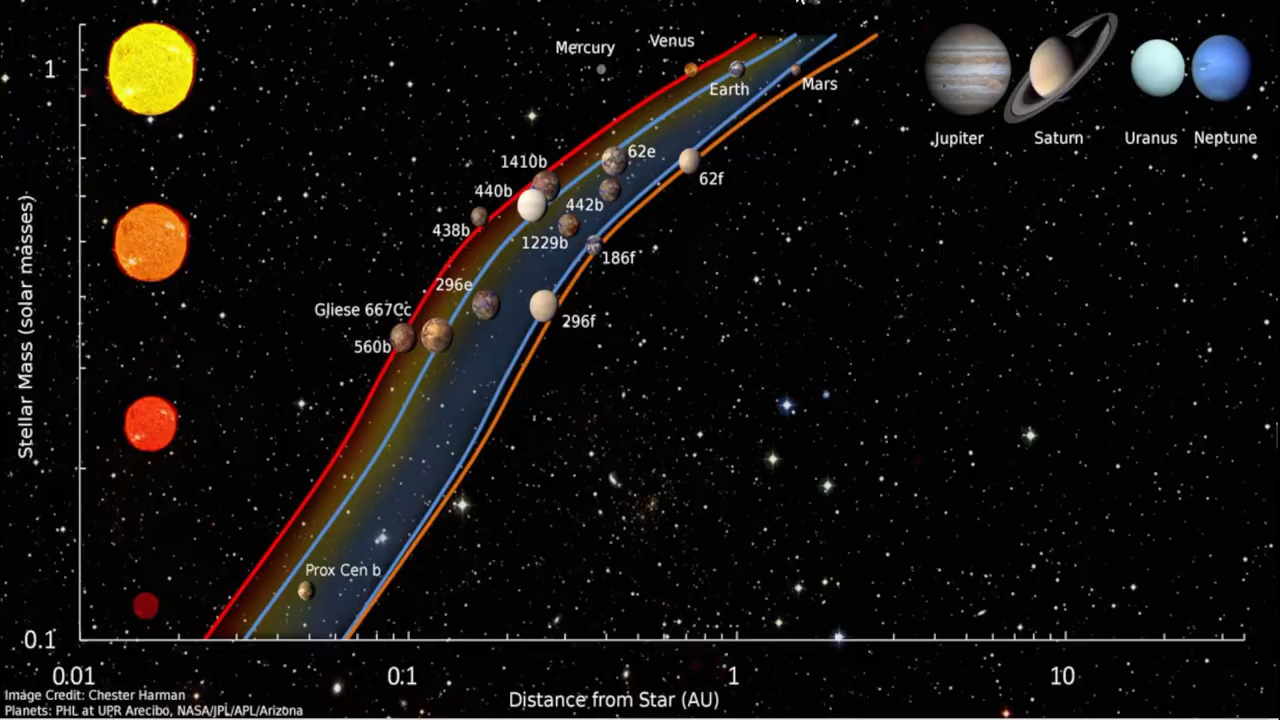 Mercury
Venus
1
Earth
Mars
Jupiter
Saturn
Uranus
Neptune
1410b
62e
440b
62f
442b
438b
1229b
186f
296e
Gliese 667Cc
296f
560b
Stellar Mass (solar masses)
Prox Cen b
0.1
0.01
0.1
1
10
Distance from Star (AU)
Image Credit: Chester Harman
Planets: PHL at UPR Arecibo, NASA/JPL/APL/Arizona